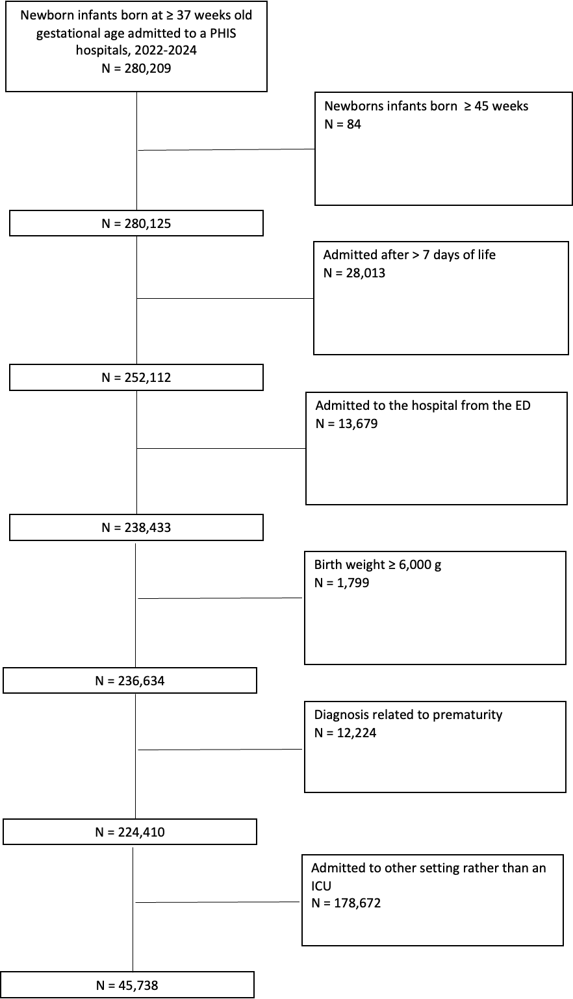 Newborn infants born at ≥ 37 weeks old
gestational age admitted to a PHIS
hospitals, 2022-2024
N = 280,209
Newborns infants born ≥ 45 weeks
N = 84
N = 280,125
Admitted after > 7 days of life
N = 28,013
N = 252,112
Admitted to the hospital from the ED
N = 13,679
N = 238,433
Birth weight ≥ 6,000 g
N = 1,799
N = 236,634
Diagnosis related to prematurity
N = 12,224
N = 224,410
Admitted to other setting rather than an
ICU
N = 178,672
N = 45,738